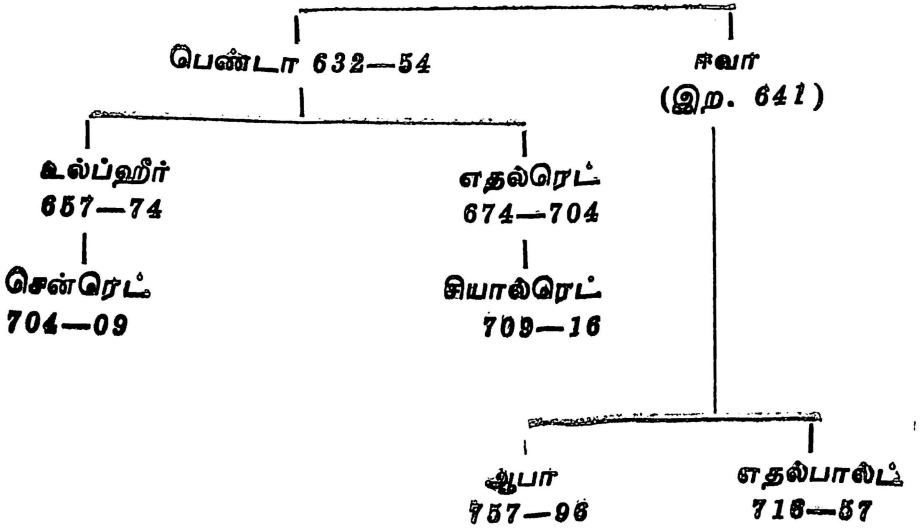 பெண்டா 632—54
ஈவர்
(இற. 641)
உல்ப்ஹீர்
657—74
எதல்ரெட்
674—704
சென்ரெட்
704—09
சியால்ரெட்
709—16
ஆபர்
757—96
எதல்பால்ட்
716—57